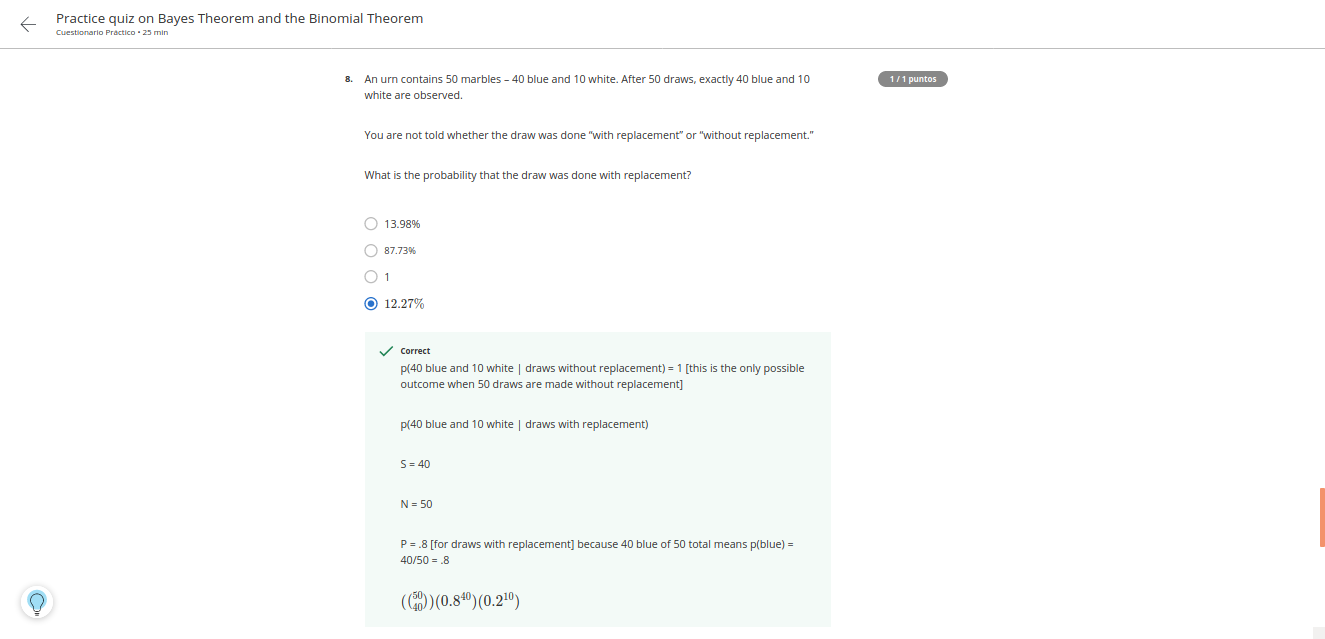 Practice quiz on Bayes Theorem and the Binomial Theorem
Cuestionario Práctico • 25 min
8. An urn contains 50 marbles – 40 blue and 10 white. After 50 draws, exactly 40 blue and 10
white are observed.
1 / 1 puntos
You are not told whether the draw was done “with replacement” or “without replacement.”
What is the probability that the draw was done with replacement?
13.98%
87.73%
1
12.27%
Correct
p(40 blue and 10 white | draws without replacement) = 1 [this is the only possible
outcome when 50 draws are made without replacement]
p(40 blue and 10 white | draws with replacement)
S = 40
N = 50
P = .8 [for draws with replacement] because 40 blue of 50 total means p(blue) =
40/50 = .8
((50 40))(0.8^40)(0.2^10)